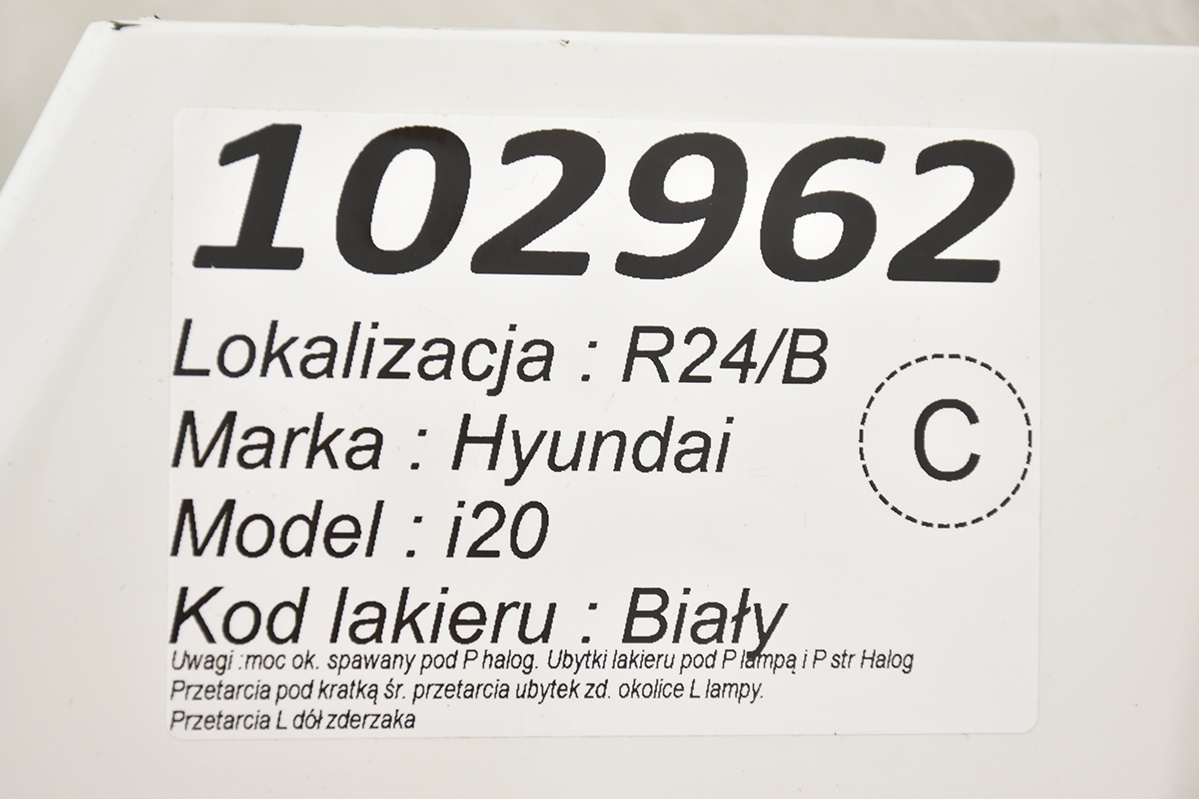 102962
Lokalizacja : R24/B
Marka : Hyundai
C
Model : i20
Kod lakieru : Biały
Uwagi :moc ok. spawany pod P halog. Ubytki lakieru pod P lampą i P str Halog
Przetarcia pod kratką śr. przetarcia ubytek zd. okolice L lampy.
Przetarcia L dół zderzaka